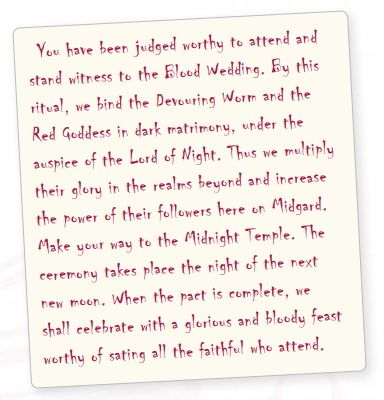 You have been judged worthy to attend and
stand witness to the Blood Wedding. By this
ritual, we bind the Devouring Worm and the
Red Goddess in dark matrimony, under the
auspice of the Lord of Night. Thus we multiply
their glory in the realms beyond and increase
the power of their followers here on Midgard.
Make your way to the Midnight Temple. The
ceremony takes place the night of the next
new moon. When the pact is complete, we
shall celebrate with a glorious and bloody feast
worthy of sating all the faithful who attend.